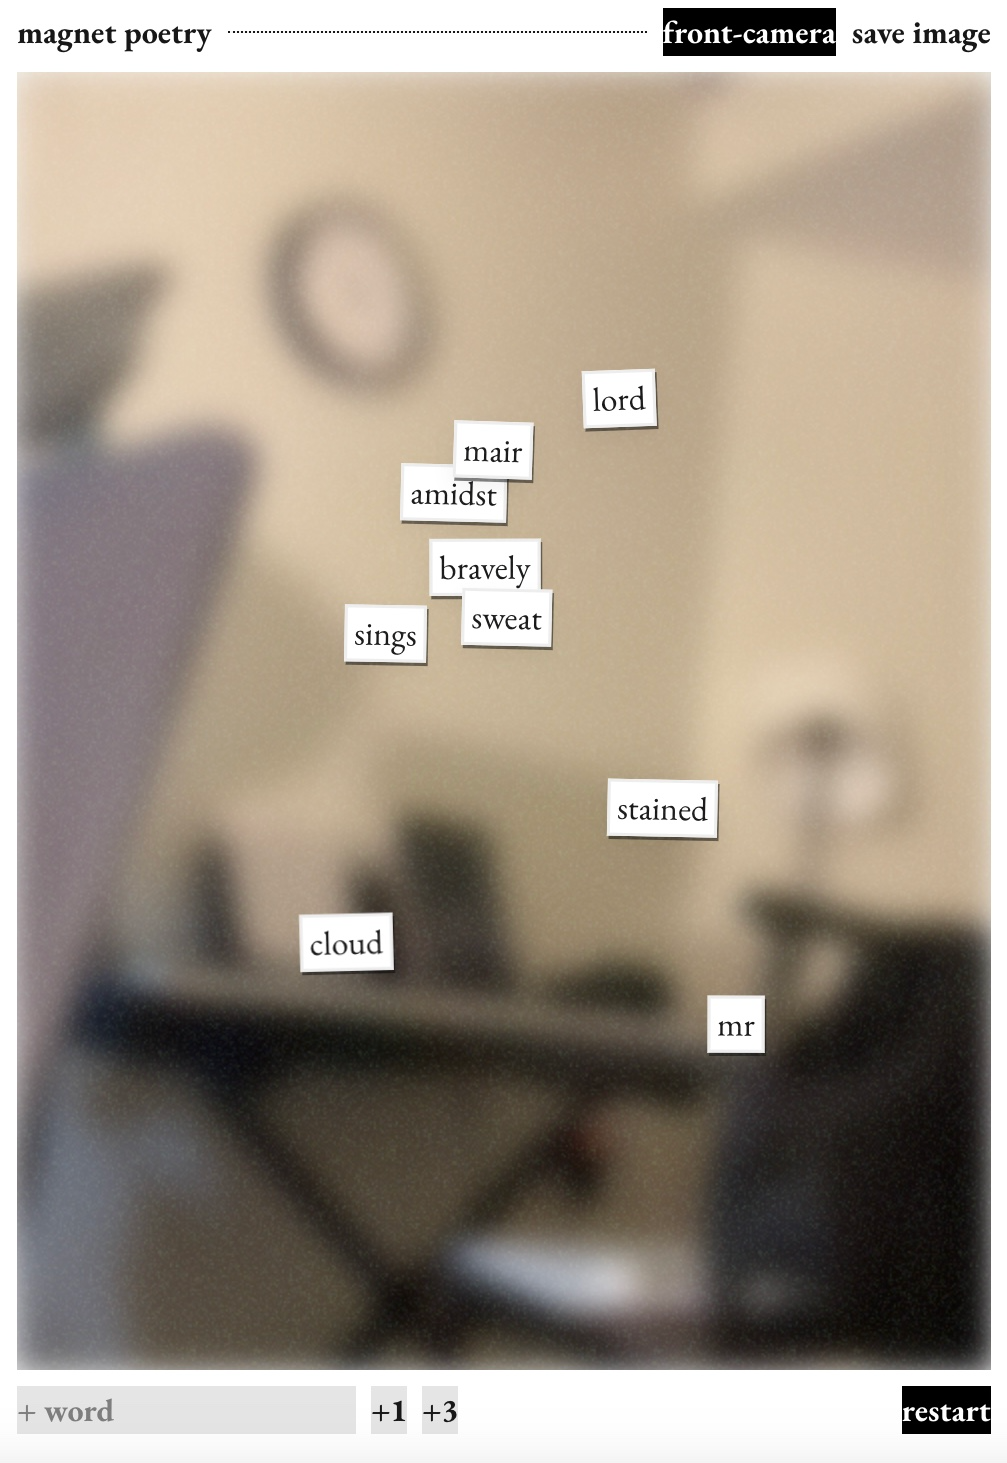 magnet poetry front-camera save image
lord
mair
amidst
bravely
sweat
sings
stained
cloud
mr
+ word +1 +3 restart